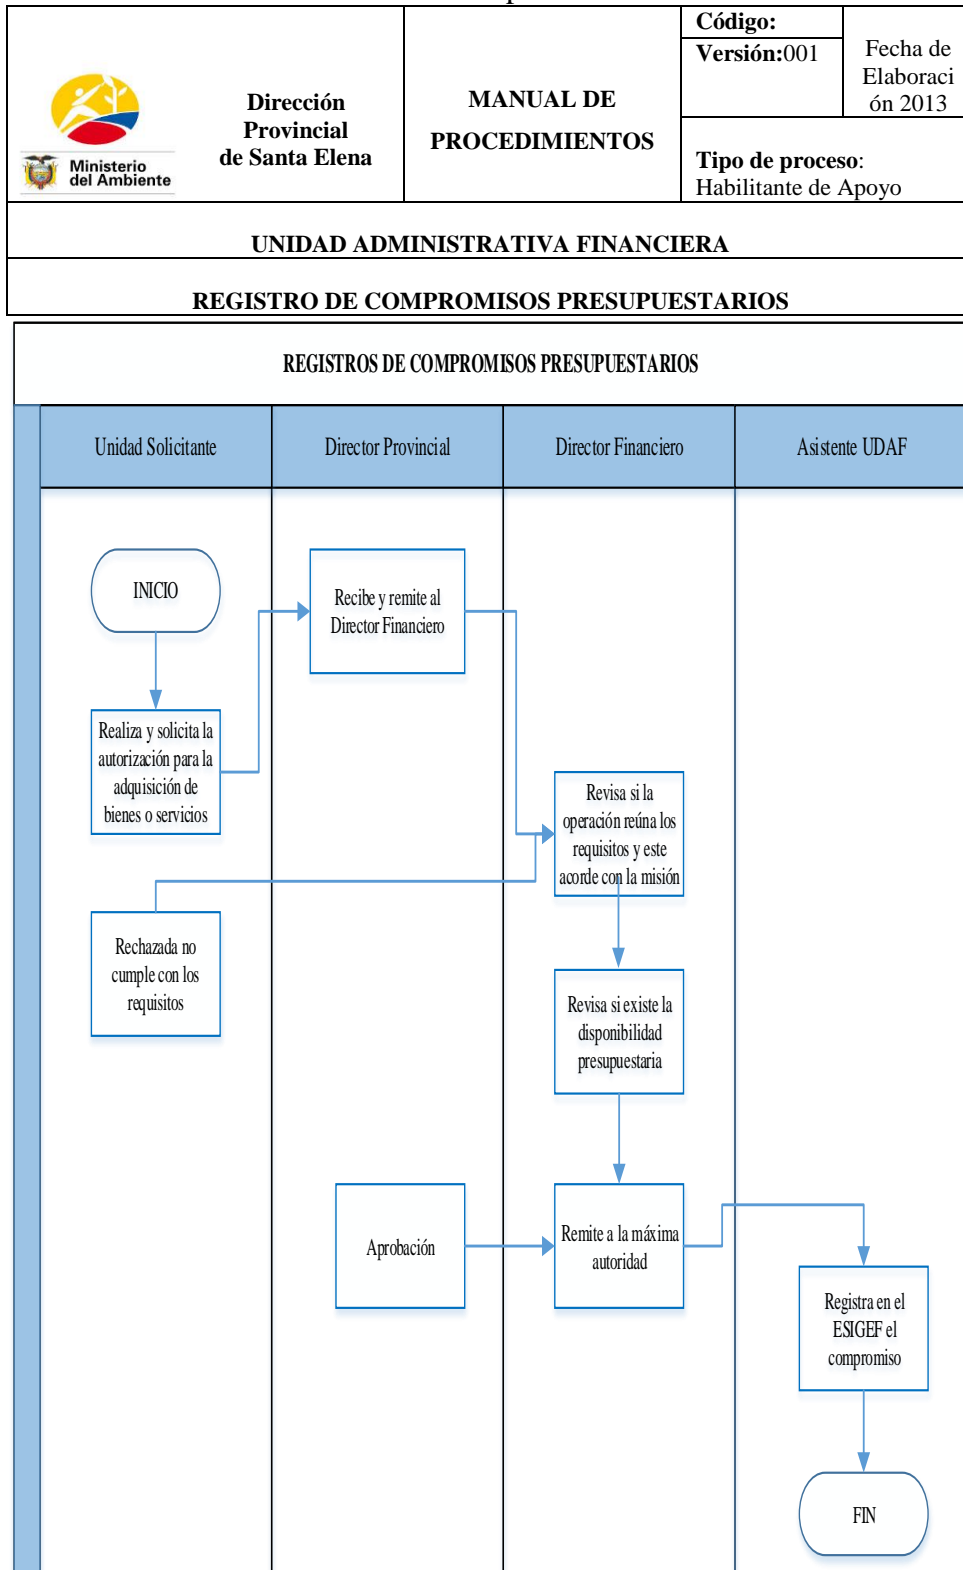 Código:
Versión:001
Fecha de
Elaboraci
ón 2013
Ministerio
del Ambiente
Dirección
Provincial
de Santa Elena
MANUAL DE
PROCEDIMIENTOS
Tipo de proceso:
Habilitante de Apoyo
UNIDAD ADMINISTRATIVA FINANCIERA
REGISTRO DE COMPROMISOS PRESUPUESTARIOS
REGISTROS DE COMPROMISOS PRESUPUESTARIOS
Unidad Solicitante
Director Provincial
Director Financiero
Asistente UDAF
INICIO
Recibe y remite al
Director Financiero
Realiza y solicita la
autorización para la
adquisición de
bienes o servicios
Revisa si la
operación reúna los
requisitos y este
acorde con la misión
Rechazada no
cumple con los
requisitos
Revisa si existe la
disponibilidad
presupuestaria
Aprobación
Remite a la máxima
autoridad
Registra en el
ESIGEF el
compromiso
FIN